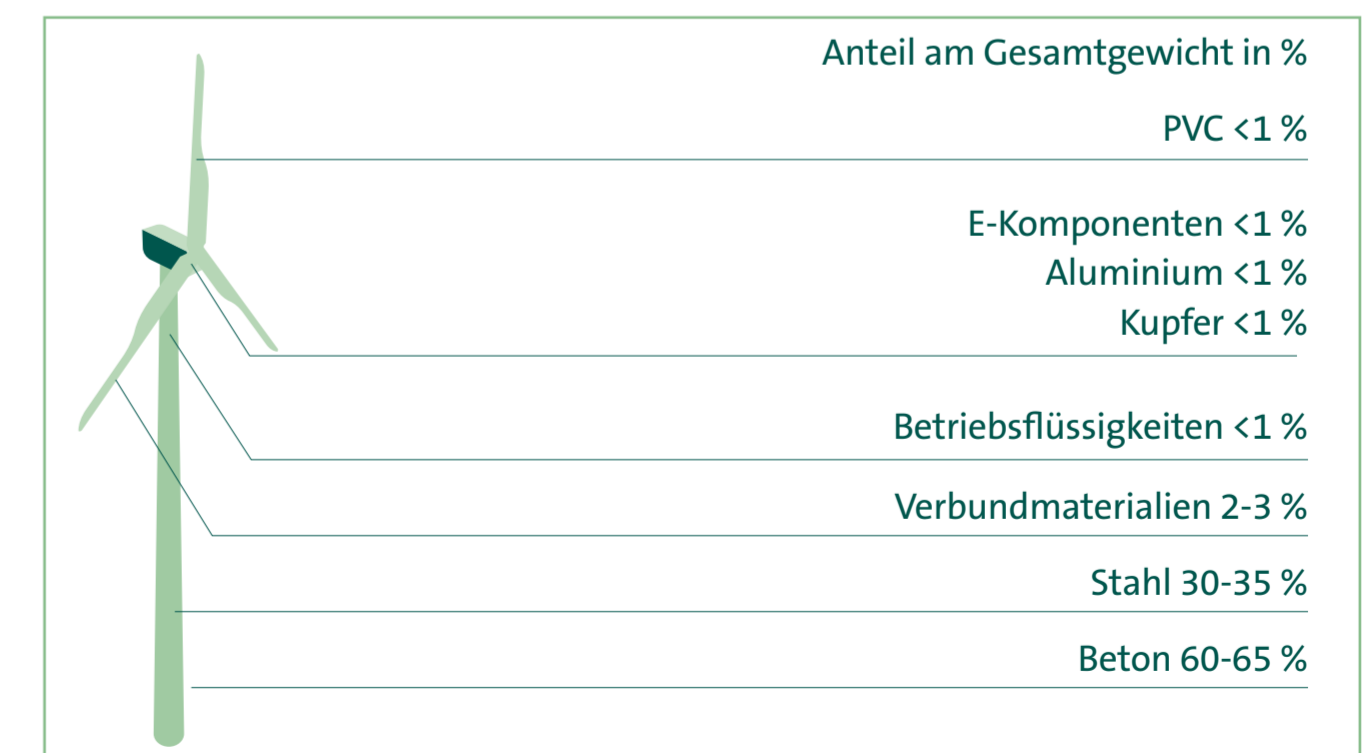 Anteil am Gesamtgewicht in %
PVC <1 %
E-Komponenten <1 %
Aluminium <1 %
Kupfer <1 %
Betriebsflüssigkeiten <1 %
Verbundmaterialien 2-3 %
Stahl 30-35 %
Beton 60-65 %